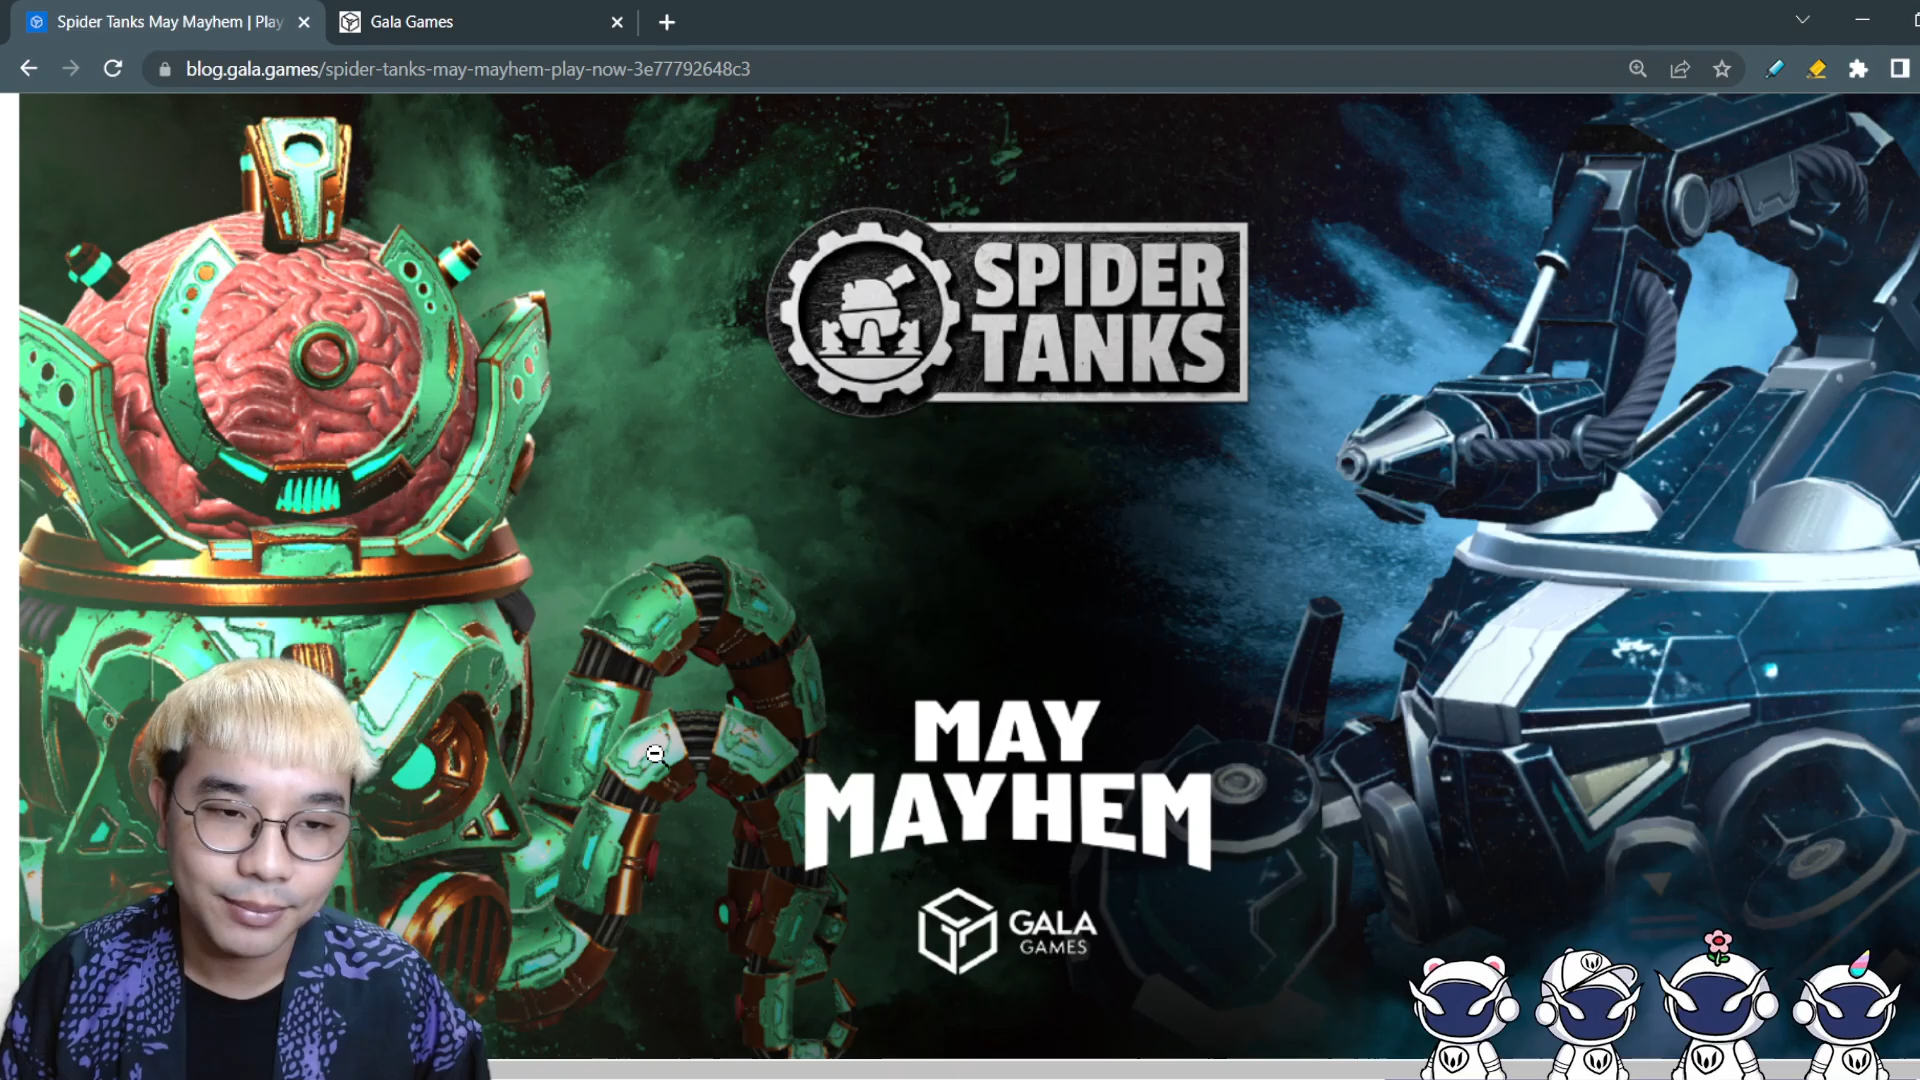 Spider Tanks May Mayhem | Play
Gala Games
blog.gala.games/spider-tanks-may-mayhem-play-now-3e77792648c3
SPIDER
TANKS
MAY
MAYHEM
GALA
GAMES